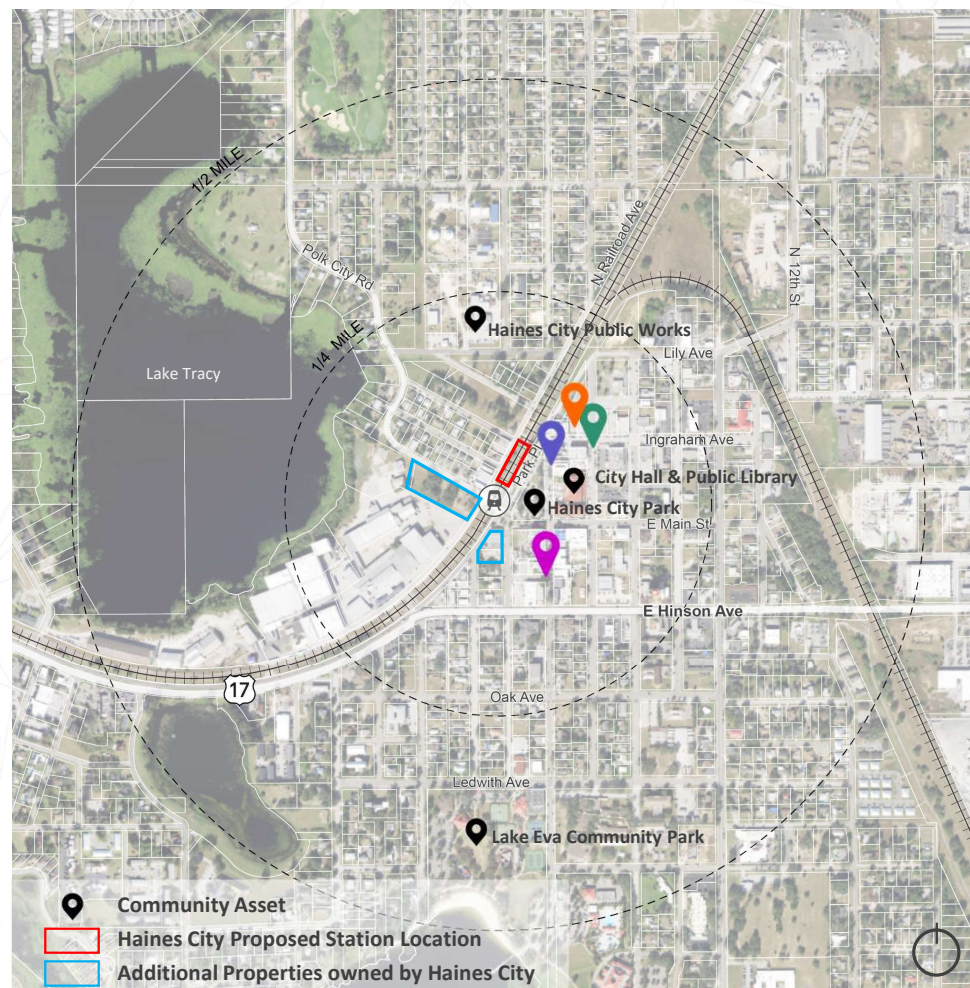 1/2 MILE
N Railroad Ave
Polk City Rd
N 12th St
1/4 MILE
Haines City Public Works
Lily Ave
Lake Tracy
Ingraham Ave
Park Pl
City Hall & Public Library
Haines City Park
E Main St
E Hinson Ave
17
Oak Ave
Ledwith Ave
Lake Eva Community Park
Community Asset
Haines City Proposed Station Location
Additional Properties owned by Haines City